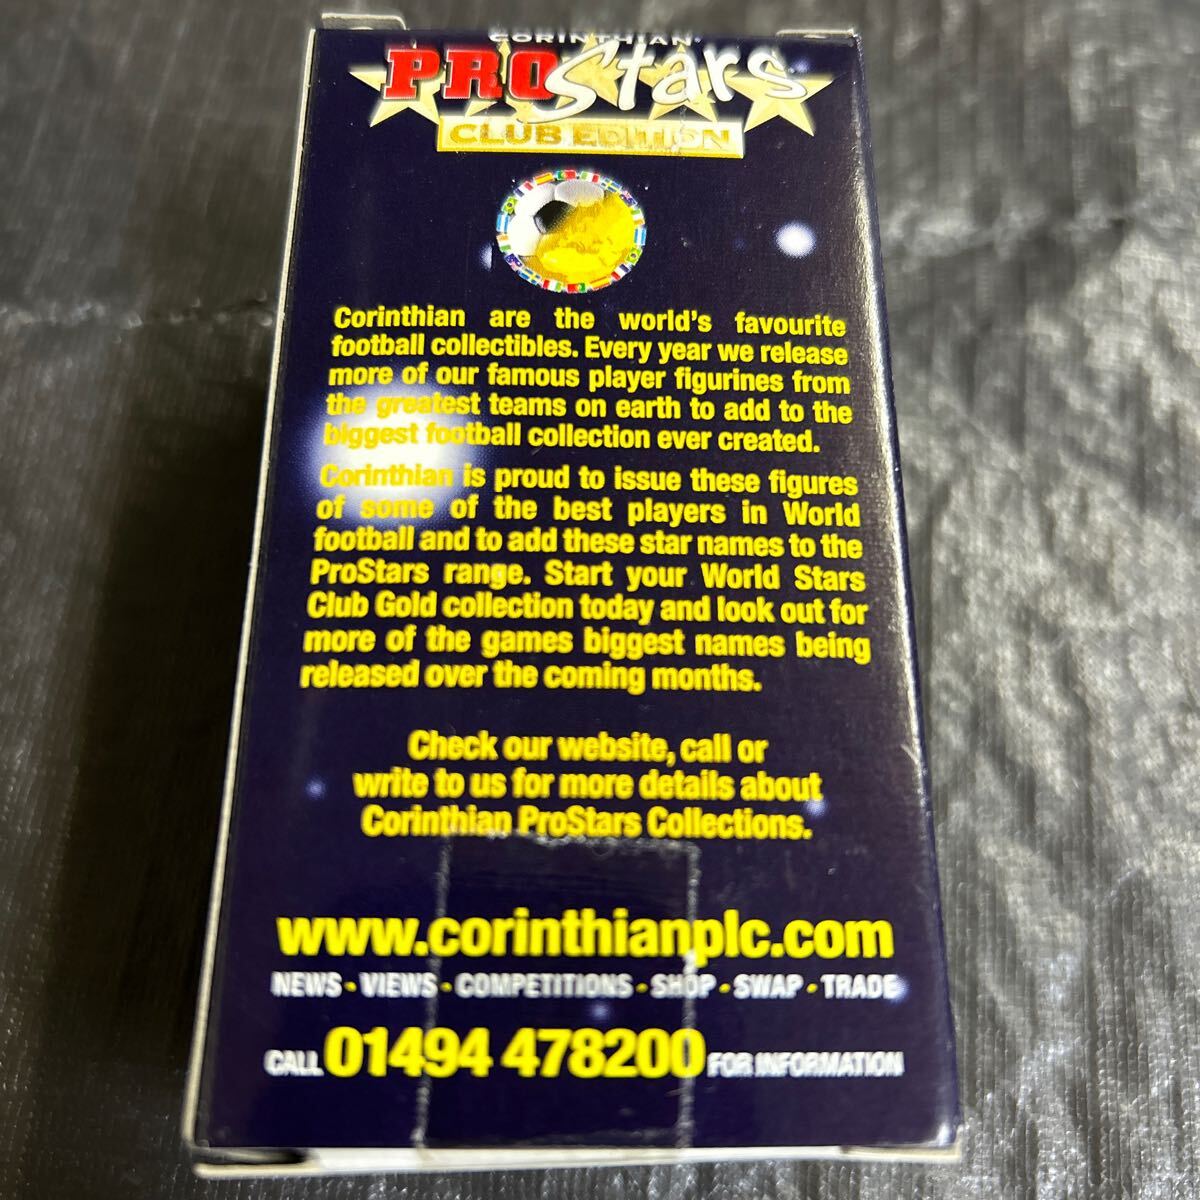 CORINTHIAN
PROStars
CLUB EDITION
Corinthian are the world's favourite
football collectibles. Every year we release
more of our famous player figurines from
the greatest teams on earth to add to the
biggest football collection ever created.
Corinthian is proud to issue these figures
of some of the best players in World
football and to add these star names to the
ProStars range. Start your World Stars
Club Gold collection today and look out for
more of the games biggest names being
released over the coming months.
Check our website, call or
write to us for more details about
Corinthian ProStars Collections.
www.corinthianplc.com
NEWS • VIEWS • COMPETITIONS • SHOP • SWAP • TRADE
CALL 01494 478200 FOR INFORMATION